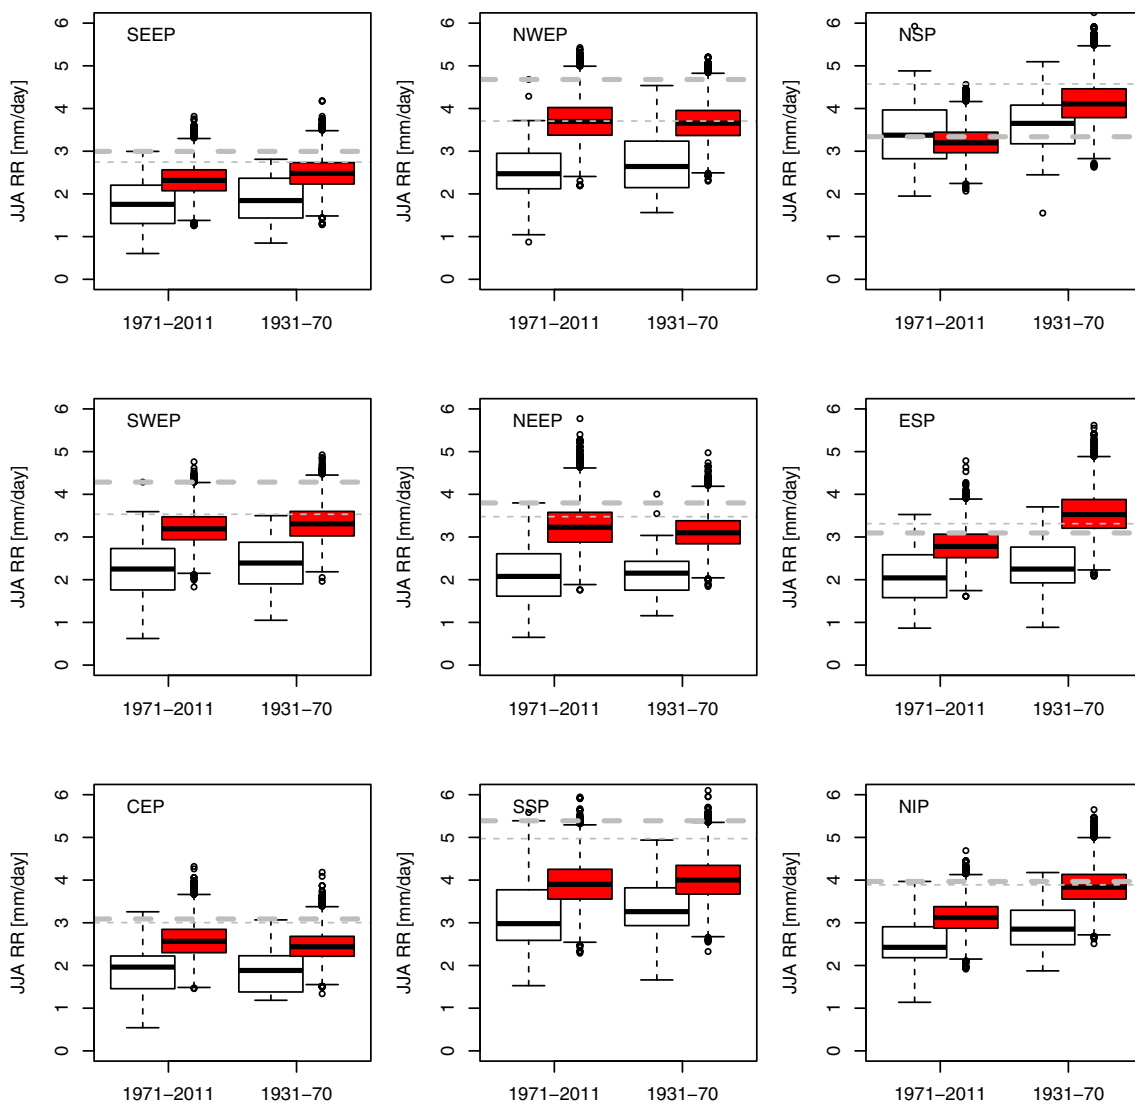 SEEP
JJA RR [mm/day]
0 1 2 3 4 5 6
1971−2011 1931−70
NWEP
JJA RR [mm/day]
0 1 2 3 4 5 6
1971−2011 1931−70
NSP
JJA RR [mm/day]
0 1 2 3 4 5 6
1971−2011 1931−70
SWEP
JJA RR [mm/day]
0 1 2 3 4 5 6
1971−2011 1931−70
NEEP
JJA RR [mm/day]
0 1 2 3 4 5 6
1971−2011 1931−70
ESP
JJA RR [mm/day]
0 1 2 3 4 5 6
1971−2011 1931−70
CEP
JJA RR [mm/day]
0 1 2 3 4 5 6
1971−2011 1931−70
SSP
JJA RR [mm/day]
0 1 2 3 4 5 6
1971−2011 1931−70
NIP
JJA RR [mm/day]
0 1 2 3 4 5 6
1971−2011 1931−70